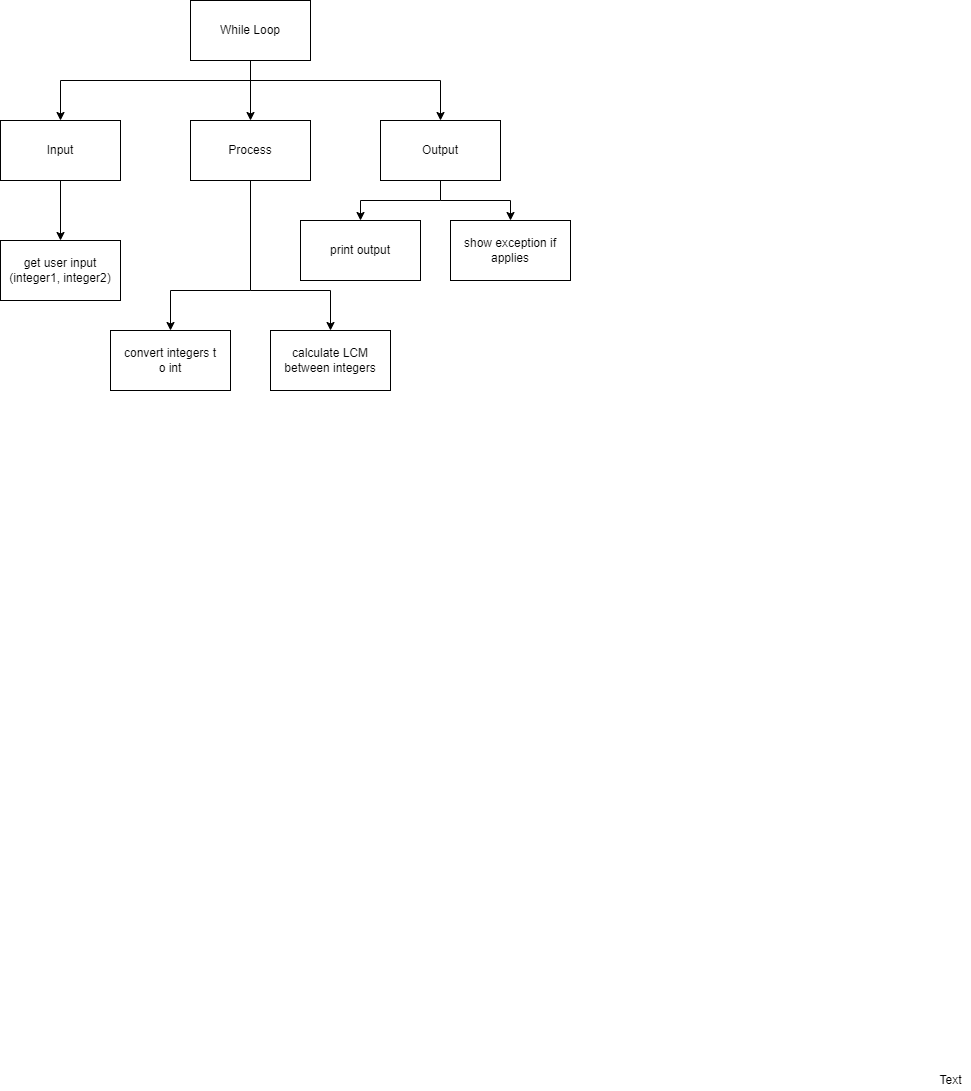 While Loop
Input
Process
Output
get user input
(integer1, integer2)
print output
show exception if
applies
convert integers t
o int
calculate LCM
between integers
Text